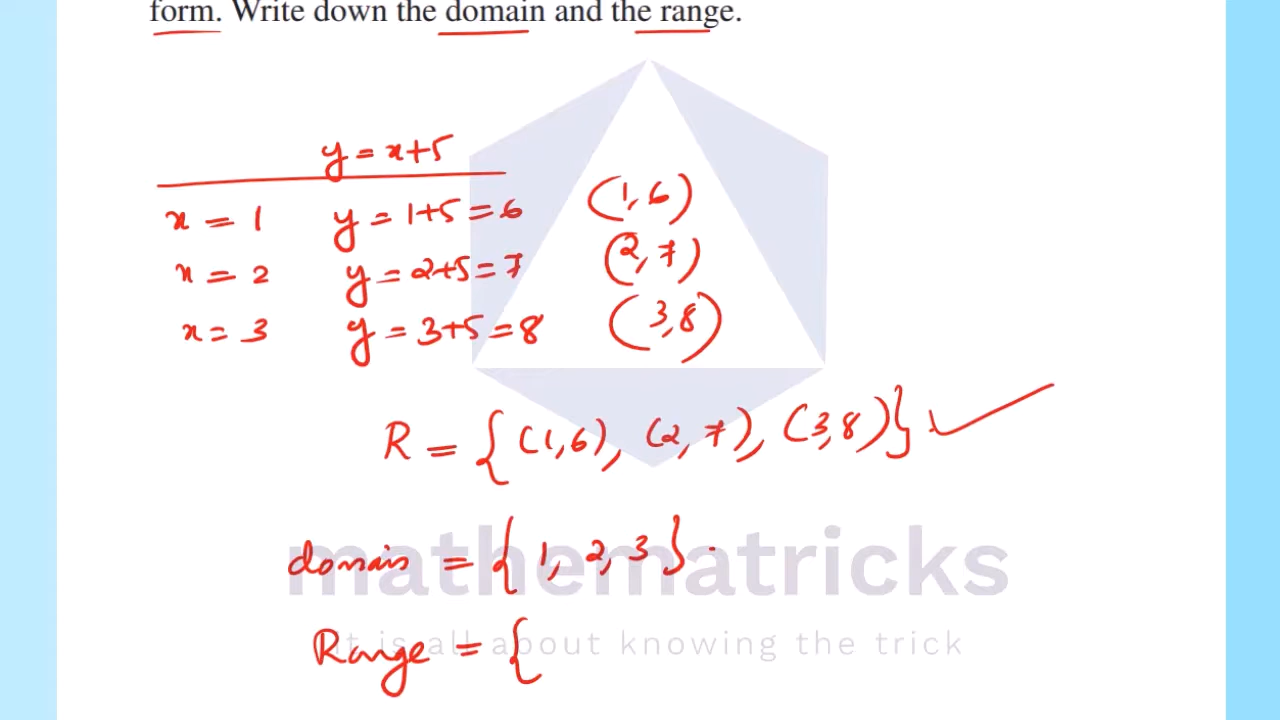 form. Write down the domain and the range.
y = x+5
x = 1 y = 1+5 = 6 (1,6)
x = 2 y = 2+5 = 7 (2,7)
x = 3 y = 3+5 = 8 (3,8)
R = {(1,6), (2,7), (3,8)}
mathematricks
domain = {1, 2, 3}
it is all about knowing the trick
Range = {